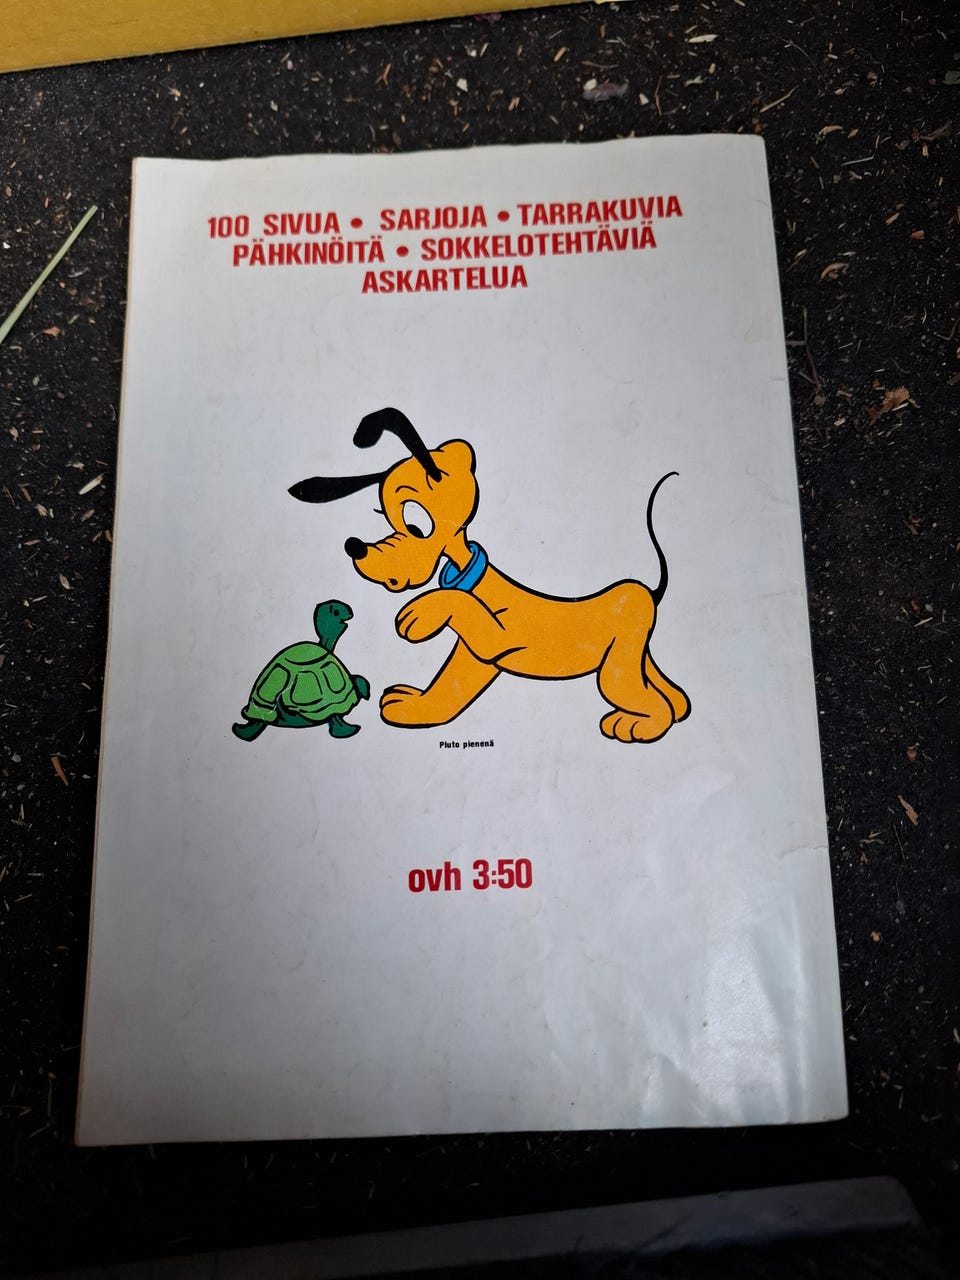 100 SIVUA • SARJOJA • TARRAKUVIA
PÄHKINÖITÄ • SOKKELOTEHTÄVIÄ
ASKARTELUA
Pluto pienenä
ovh 3:50